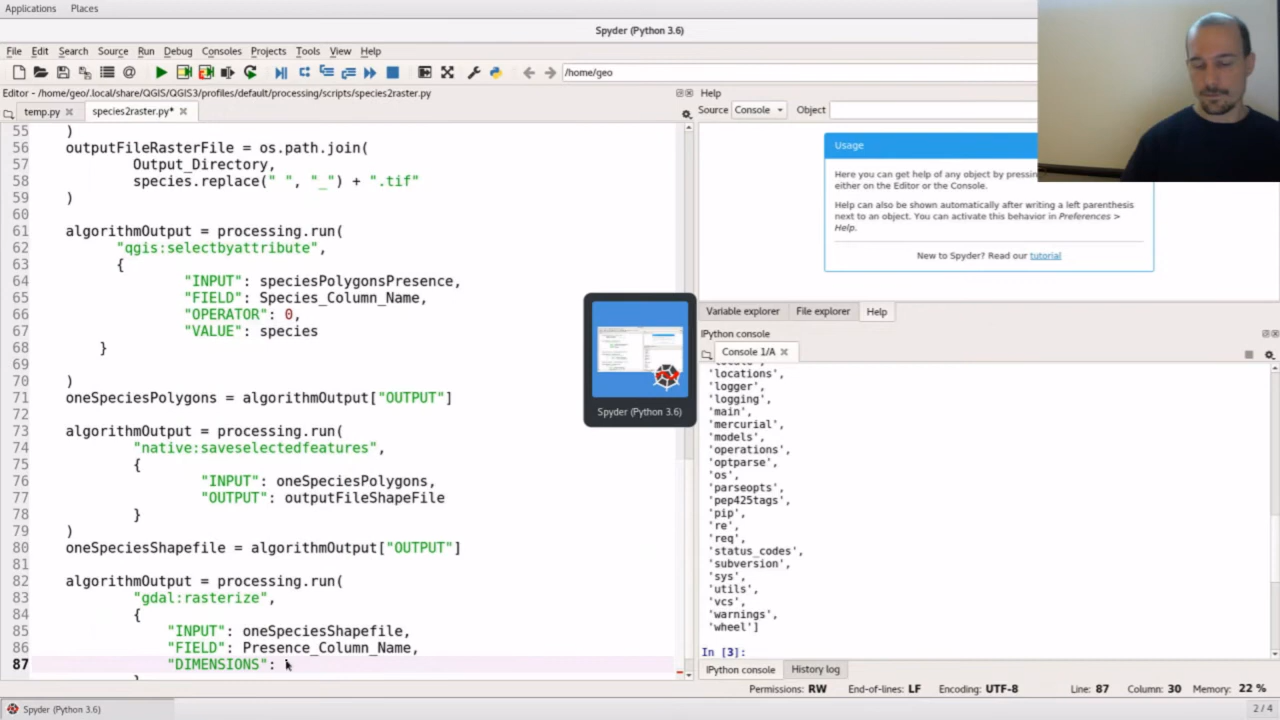 Applications Places
Spyder (Python 3.6)
File Edit Search Source Run Debug Consoles Projects Tools View Help
/home/geo
Editor - /home/geo/.local/share/QGIS/QGIS3/profiles/default/processing/scripts/species2raster.py
Help
temp.py species2raster.py*
Source Console Object
55 )
56 outputFileRasterFile = os.path.join(
57 Output_Directory,
58 species.replace(" ", "_") + ".tif"
59 )
60
61 algorithmOutput = processing.run(
62 "qgis:selectbyattribute",
63 {
64 "INPUT": speciesPolygonsPresence,
65 "FIELD": Species_Column_Name,
66 "OPERATOR": 0,
67 "VALUE": species
68 }
69
70 )
71 oneSpeciesPolygons = algorithmOutput["OUTPUT"]
72
73 algorithmOutput = processing.run(
74 "native:saveselectedfeatures",
75 {
76 "INPUT": oneSpeciesPolygons,
77 "OUTPUT": outputFileShapeFile
78 }
79 )
80 oneSpeciesShapefile = algorithmOutput["OUTPUT"]
81
82 algorithmOutput = processing.run(
83 "gdal:rasterize",
84 {
85 "INPUT": oneSpeciesShapefile,
86 "FIELD": Presence_Column_Name,
87 "DIMENSIONS":
Spyder (Python 3.6)
Usage
Here you can get help of any object by pressing
either on the Editor or the Console.
Help can also be shown automatically after writing a left parenthesis
next to an object. You can activate this behavior in Preferences >
Help.
New to Spyder? Read our tutorial
Variable explorer File explorer Help
IPython console
Console 1/A
'locations',
'logger',
'logging',
'main',
'mercurial',
'models',
'operations',
'optparse',
'os',
'parseopts',
'pep425tags',
'pip',
're',
'req',
'status_codes',
'subversion',
'sys',
'utils',
'vcs',
'warnings',
'wheel']
In [3]:
IPython console History log
Permissions: RW End-of-lines: LF Encoding: UTF-8 Line: 87 Column: 30 Memory: 22 %
Spyder (Python 3.6)
2 / 4